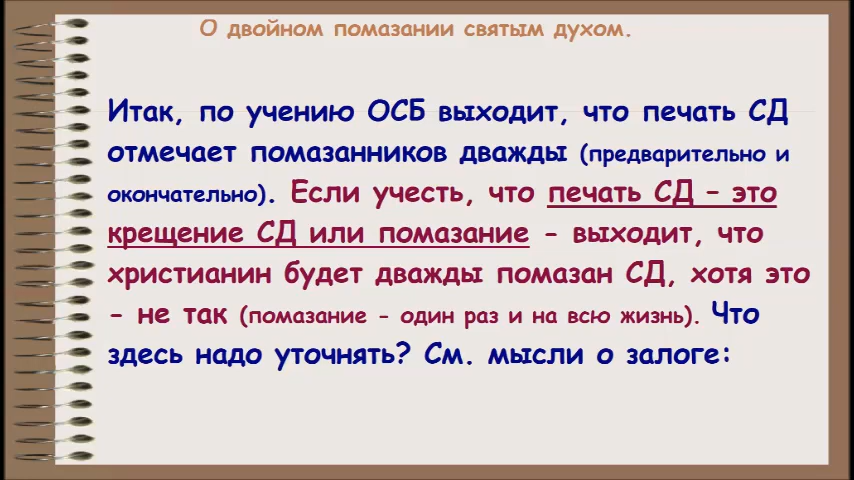 О двойном помазании святым духом.
Итак, по учению ОСБ выходит, что печать СД
отмечает помазанников дважды (предварительно и
окончательно). Если учесть, что печать СД – это
крещение СД или помазание - выходит, что
христианин будет дважды помазан СД, хотя это
- не так (помазание - один раз и на всю жизнь). Что
здесь надо уточнять? См. мысли о залоге: